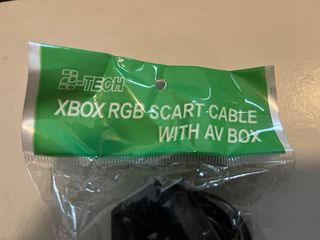 -TECH
XBOX RGB SCART CABLE
WITH AV BOX